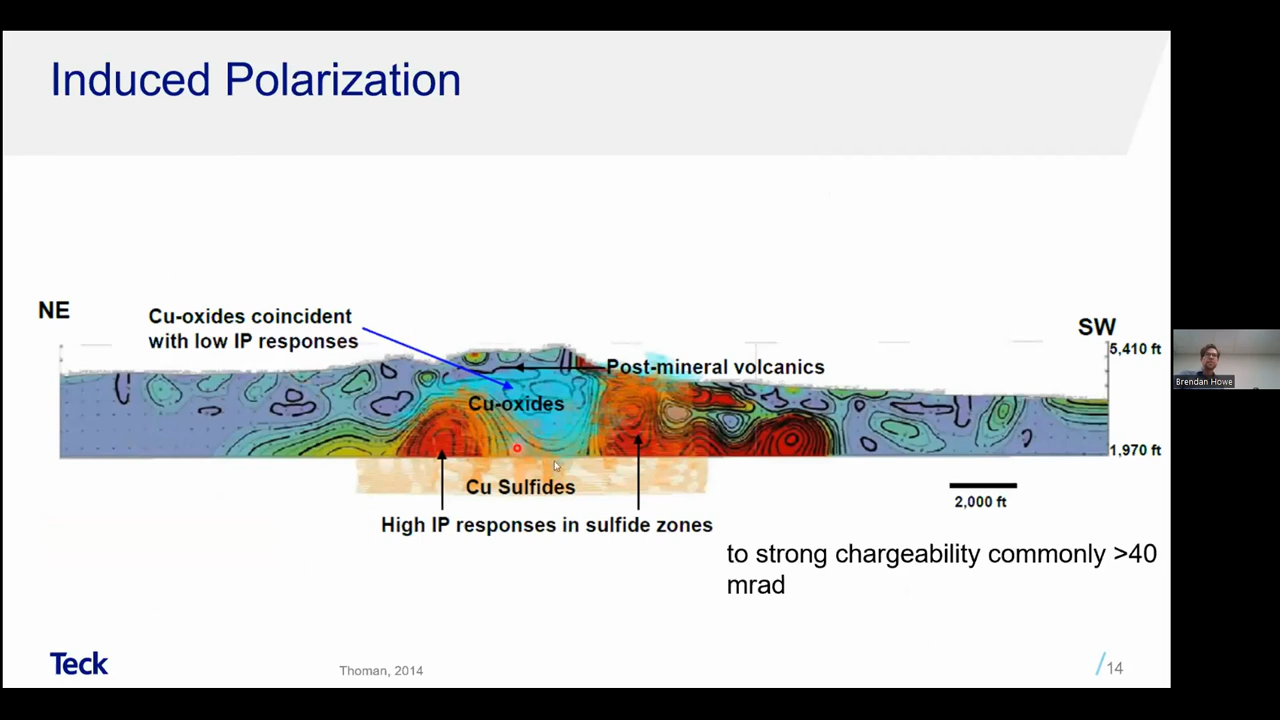 Induced Polarization
NE
Cu-oxides coincident
with low IP responses
SW
5,410 ft
Post-mineral volcanics
Brendan Howe
Cu-oxides
1,970 ft
Cu Sulfides
2,000 ft
High IP responses in sulfide zones
to strong chargeability commonly >40
mrad
Teck
Thoman, 2014
/14